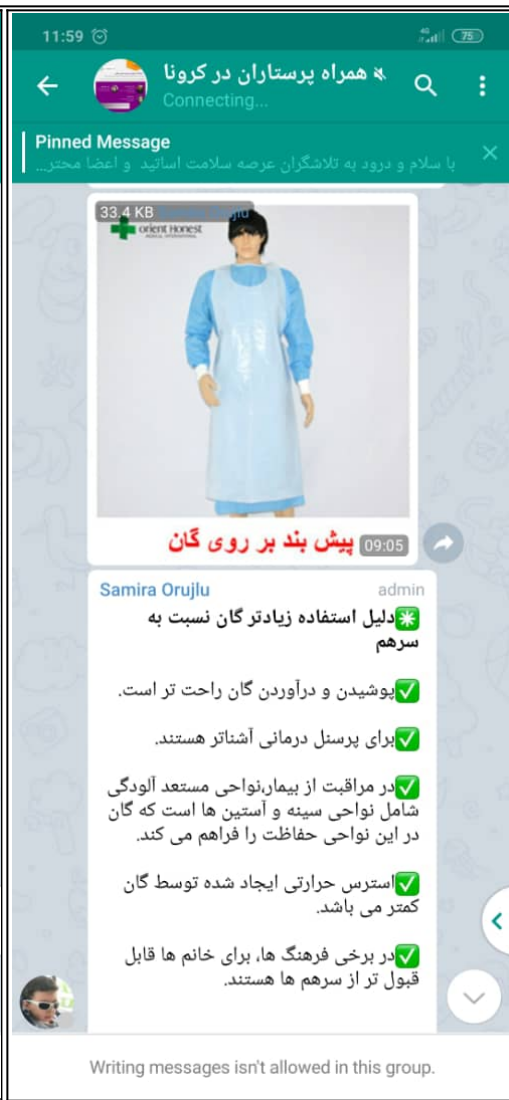 11:59
4G
75
همراه پرستاران در کرونا
Connecting...
Pinned Message
با سلام و درود به تلاشگران عرصه سلامت اساتید و اعضا محتر...
33.4 KB
orient Honest
MEDICAL INTERNATIONAL
پیش بند بر روی گان
09:05
Samira Orujlu
admin
دلیل استفاده زیادتر گان نسبت به
سرهم
✅پوشیدن و درآوردن گان راحت تر است.
✅برای پرسنل درمانی آشناتر هستند.
✅در مراقبت از بیمار،نواحی مستعد آلودگی
شامل نواحی سینه و آستین ها است که گان
در این نواحی حفاظت را فراهم می کند.
✅استرس حرارتی ایجاد شده توسط گان
کمتر می باشد.
✅در برخی فرهنگ ها، برای خانم ها قابل
قبول تر از سرهم ها هستند.
Writing messages isn't allowed in this group.